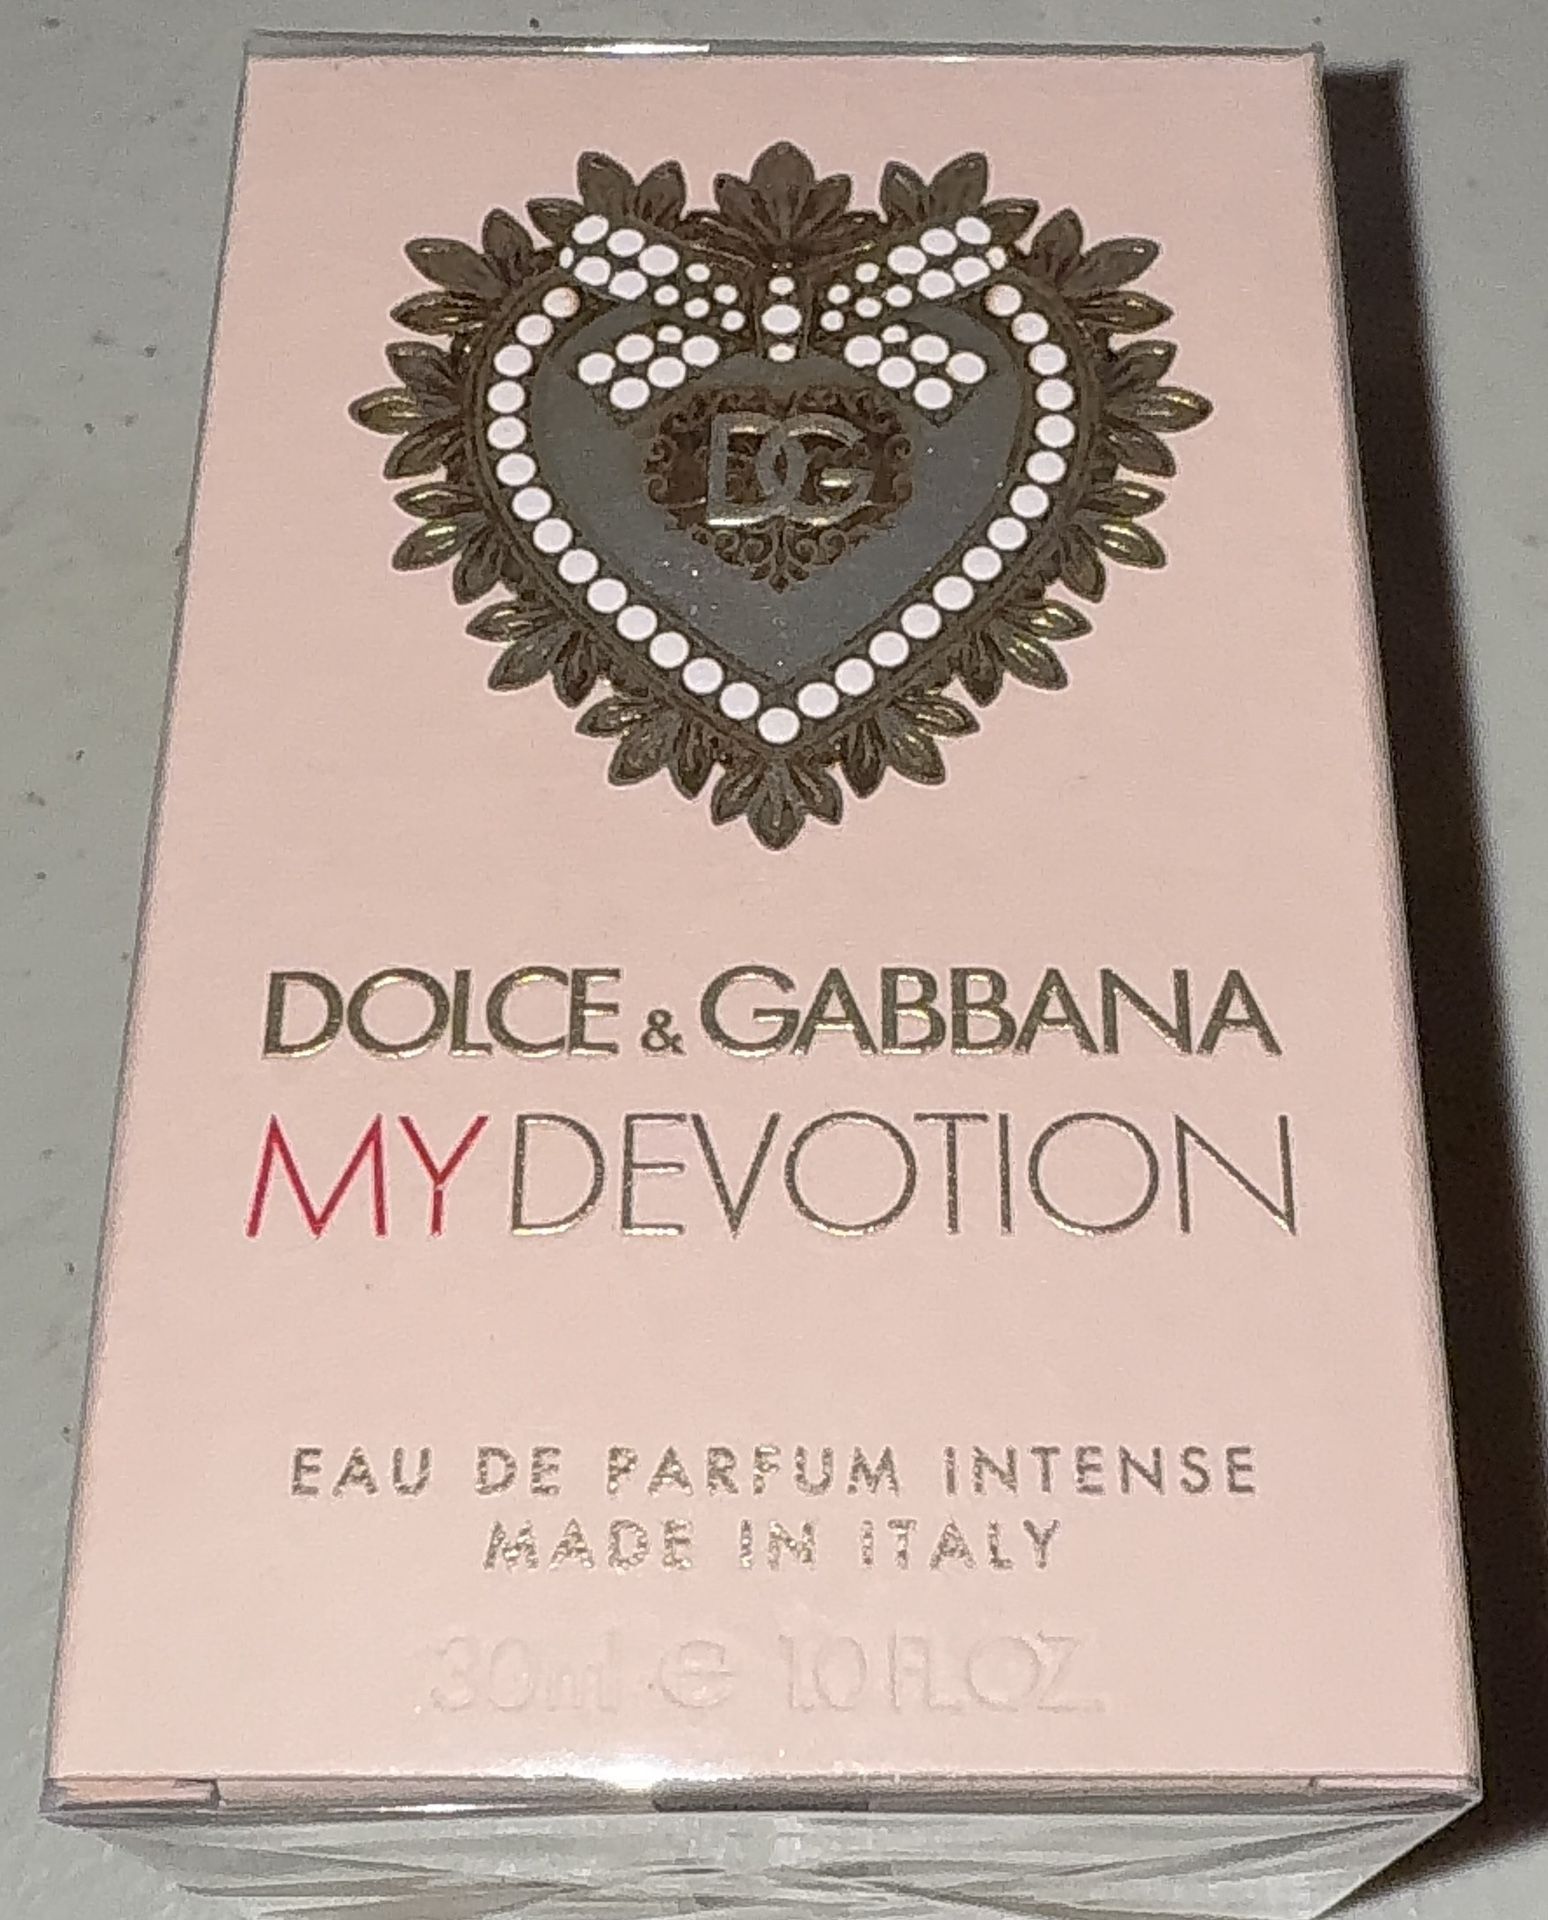 DG
DOLCE & GABBANA
MY DEVOTION
EAU DE PARFUM INTENSE
MADE IN ITALY
30ml ℮ 1.0 FL.OZ.